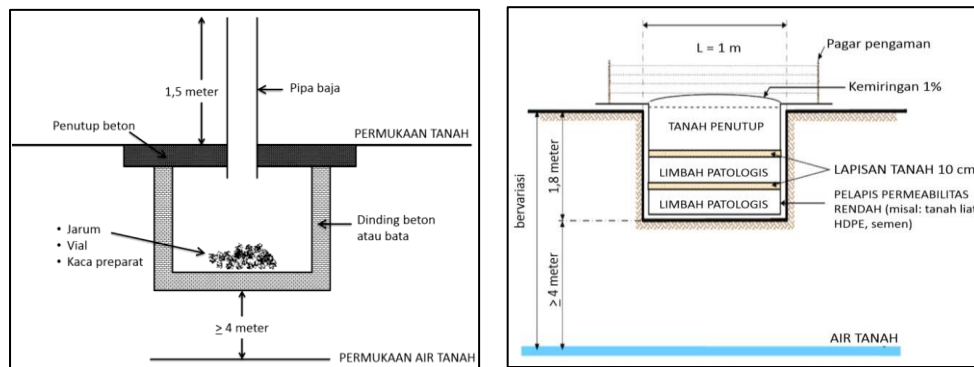 1,5 meter
Pipa baja
Penutup beton
PERMUKAAN TANAH
• Jarum
• Vial
• Kaca preparat
Dinding beton
atau bata
≥ 4 meter
PERMUKAAN AIR TANAH
L = 1 m
Pagar pengaman
Kemiringan 1%
TANAH PENUTUP
bervariasi
1,8 meter
LAPISAN TANAH 10 cm
LIMBAH PATOLOGIS
LIMBAH PATOLOGIS
PELAPIS PERMEABILITAS
RENDAH (misal: tanah liat
HDPE, semen)
≥ 4 meter
AIR TANAH